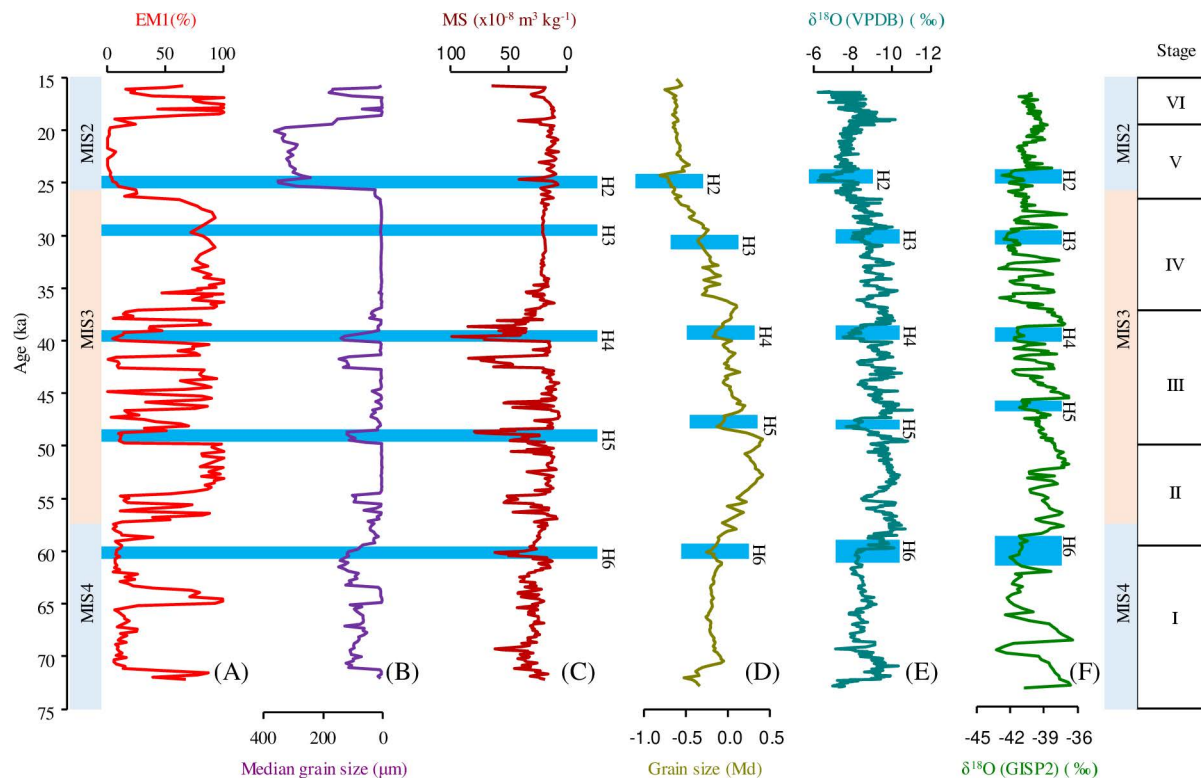 EM1(%)
MS (x10⁻⁸ m³ kg⁻¹)
δ¹⁸O (VPDB) ( ‰)
0 50 100
100 50 0
-6 -8 -10 -12
Stage
Age (ka)
15
20
25
30
35
40
45
50
55
60
65
70
75
MIS2
MIS3
MIS4
H2
H3
H4
H5
H6
H2
H3
H4
H5
H6
H2
H3
H4
H5
H6
H2
H3
H4
H5
H6
MIS2
MIS3
MIS4
VI
V
IV
III
II
I
(A) (B) (C) (D) (E) (F)
400 200 0
-1.0 -0.5 0.0 0.5
-45 -42 -39 -36
Median grain size (μm)
Grain size (Md)
δ¹⁸O (GISP2) ( ‰)